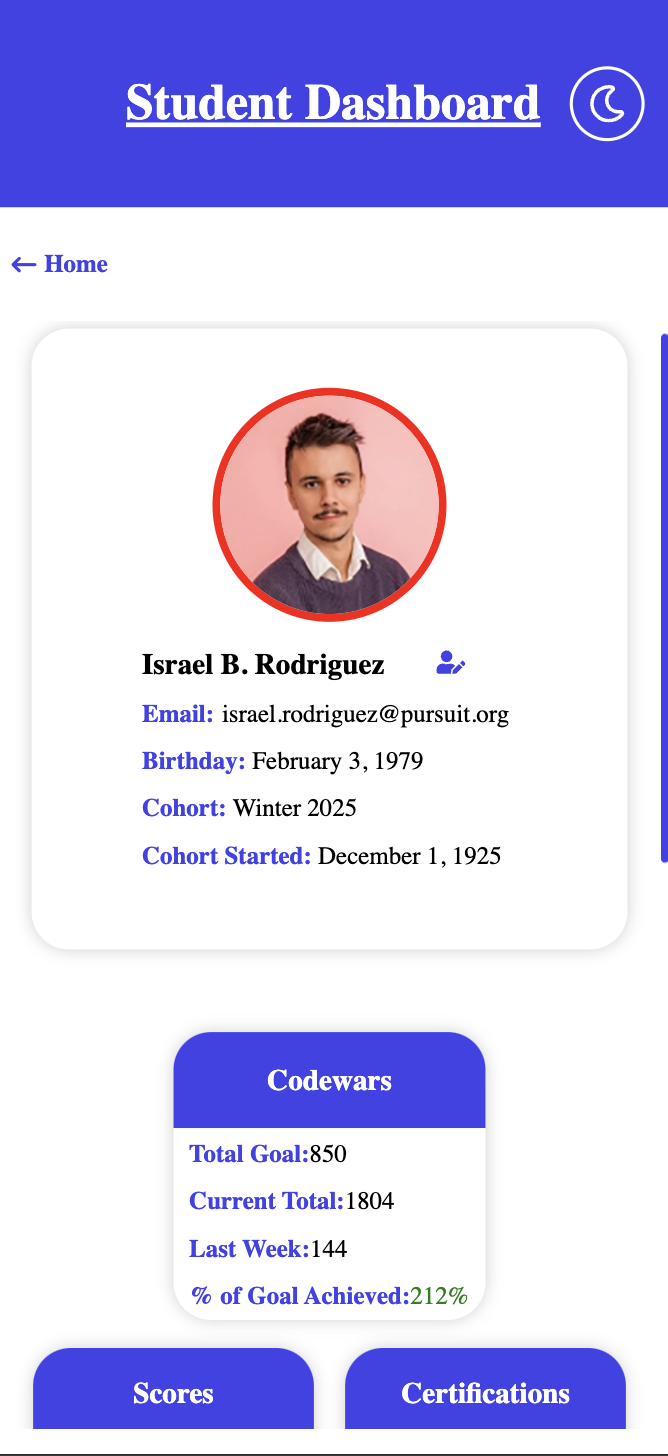 Student Dashboard
← Home
Israel B. Rodriguez
Email: israel.rodriguez@pursuit.org
Birthday: February 3, 1979
Cohort: Winter 2025
Cohort Started: December 1, 1925
Codewars
Total Goal:850
Current Total:1804
Last Week:144
% of Goal Achieved:212%
Scores
Certifications